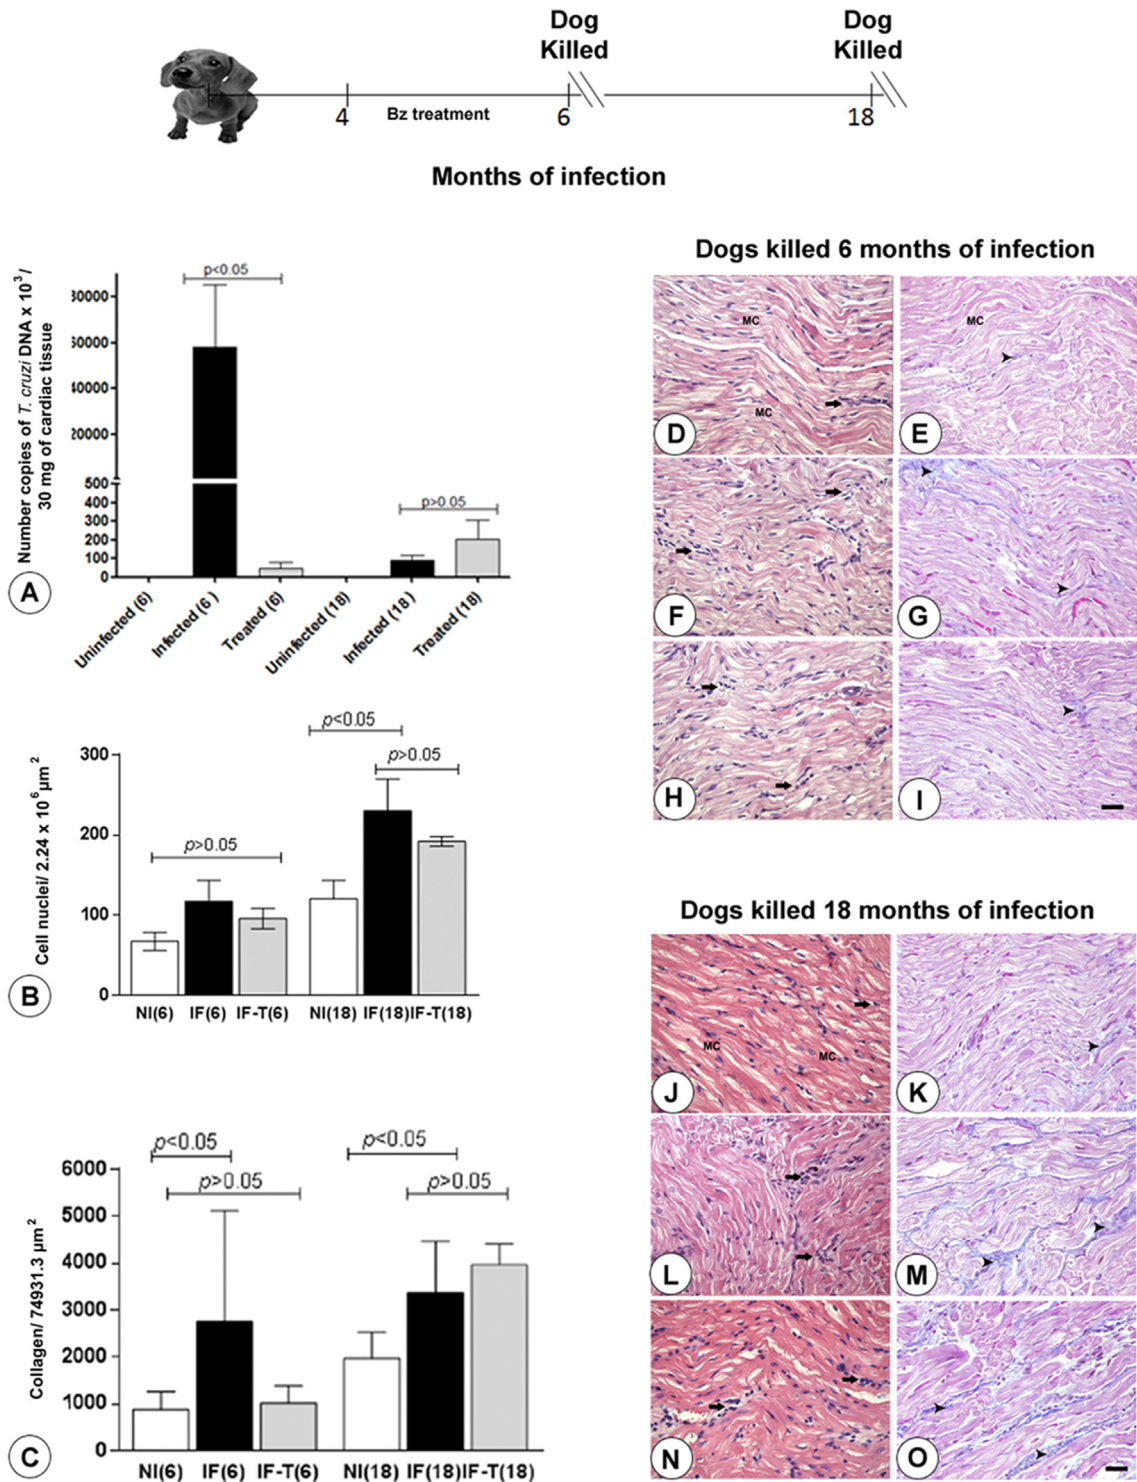 Dog
Killed
Dog
Killed
4
Bz treatment
6
18
Months of infection
Number copies of T. cruzi DNA x 10³ /
30 mg of cardiac tissue
p<0.05
80000
60000
40000
20000
500
400
300
200
100
0
p>0.05
Uninfected (6)
Infected (6 )
Treated (6)
Uninfected (18)
Infected (18)
Treated (18)
A
Cell nuclei/ 2.24 x 10⁶ µm²
300
200
100
0
p>0.05
p<0.05
p>0.05
NI(6) IF(6) IF-T(6) NI(18) IF(18) IF-T(18)
B
Collagen/ 74931.3 µm²
6000
5000
4000
3000
2000
1000
0
p<0.05
p>0.05
p<0.05
p>0.05
NI(6) IF(6) IF-T(6) NI(18) IF(18) IF-T(18)
C
Dogs killed 6 months of infection
MC
MC
D
MC
E
F
G
H
I
Dogs killed 18 months of infection
MC
MC
J
K
L
M
N
O